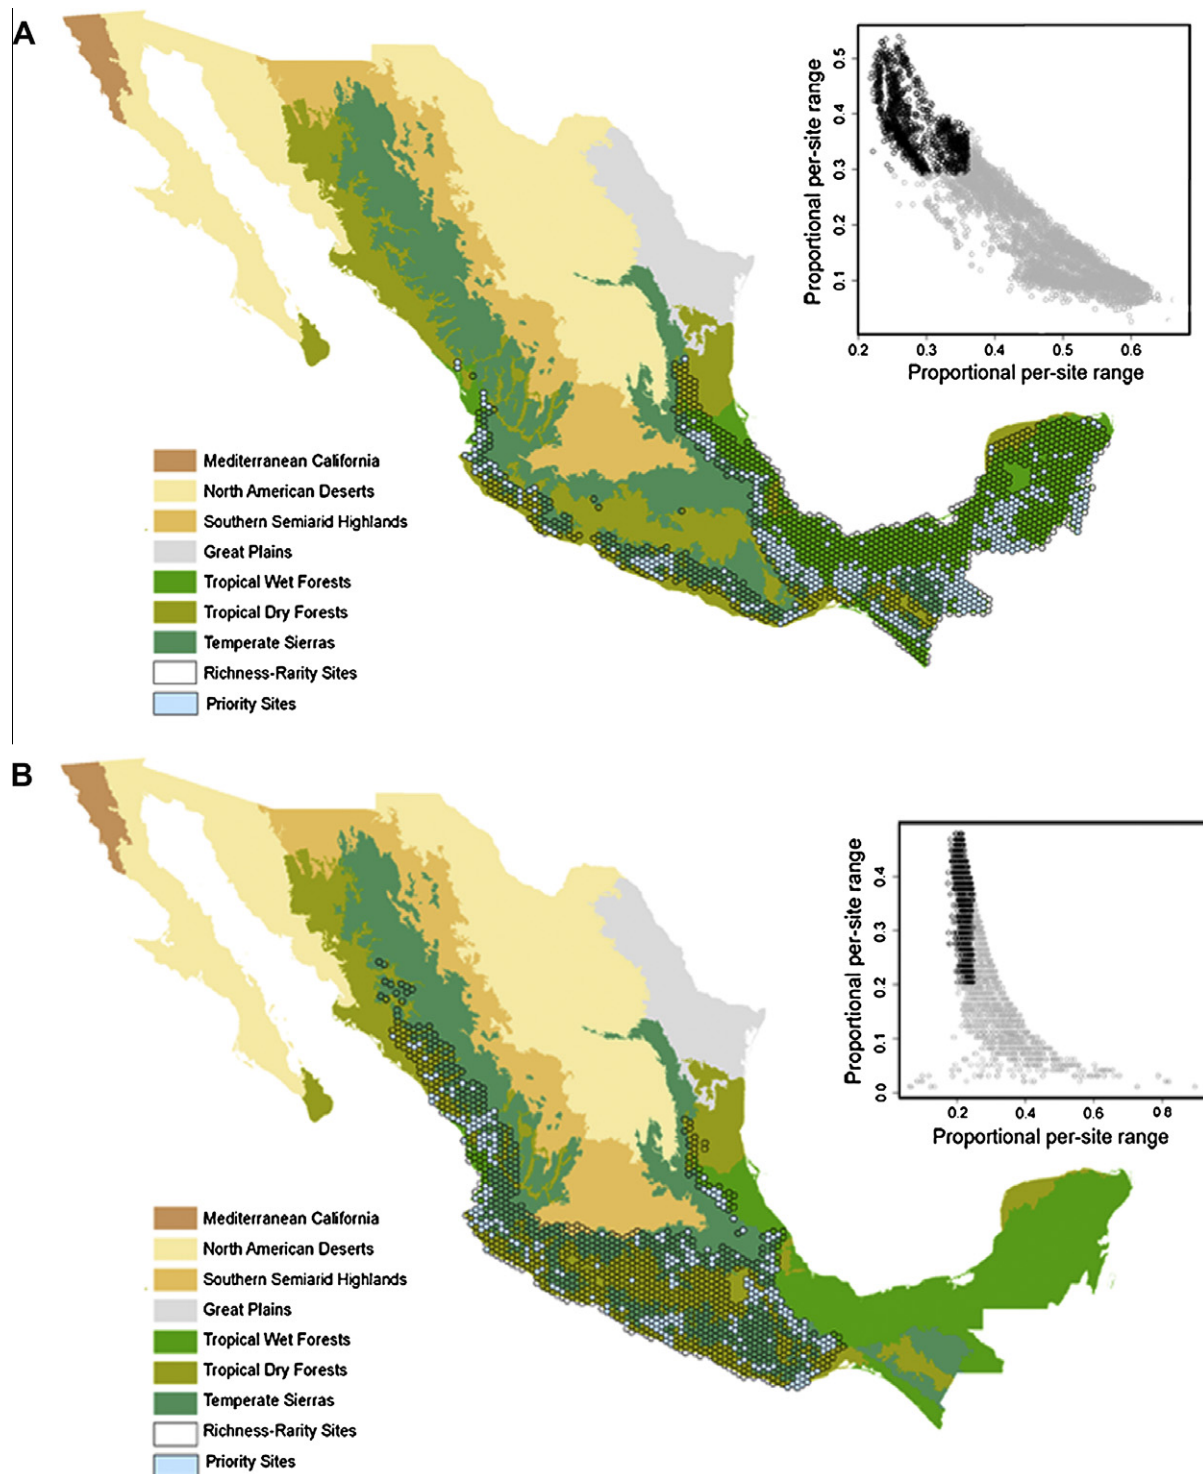 A
0.5
0.4
0.3
0.2
0.1
Proportional per-site range
0.2 0.3 0.4 0.5 0.6
Proportional per-site range
Mediterranean California
North American Deserts
Southern Semiarid Highlands
Great Plains
Tropical Wet Forests
Tropical Dry Forests
Temperate Sierras
Richness-Rarity Sites
Priority Sites
B
0.4
0.3
0.2
0.1
0.0
Proportional per-site range
0.2 0.4 0.6 0.8
Proportional per-site range
Mediterranean California
North American Deserts
Southern Semiarid Highlands
Great Plains
Tropical Wet Forests
Tropical Dry Forests
Temperate Sierras
Richness-Rarity Sites
Priority Sites